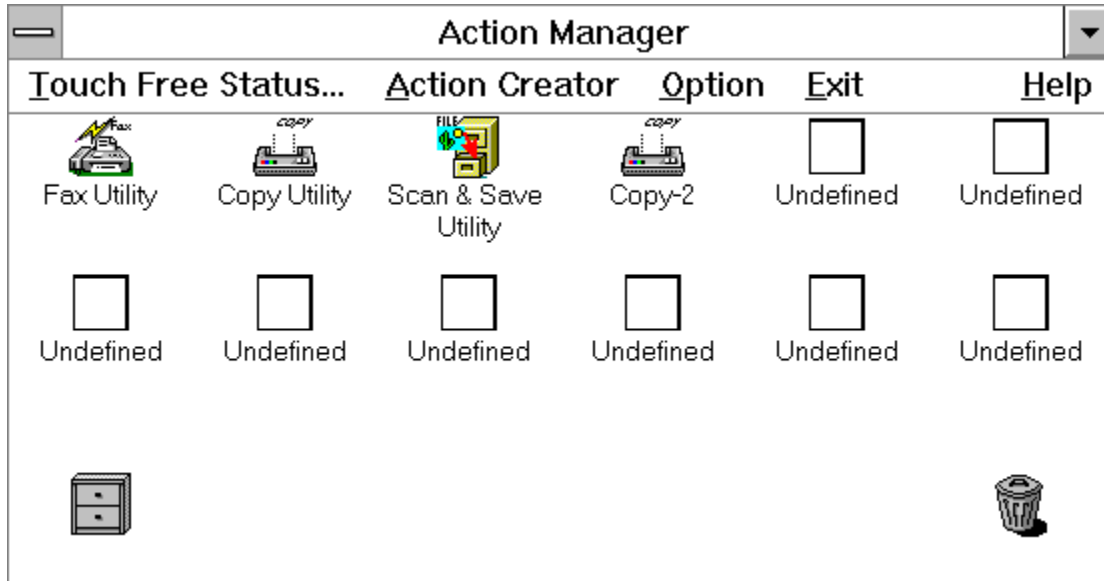 Action Manager
Touch Free Status... Action Creator Option Exit Help
Fax copy FILE copy
Fax Utility Copy Utility Scan & Save Utility Copy-2 Undefined Undefined
Undefined Undefined Undefined Undefined Undefined Undefined